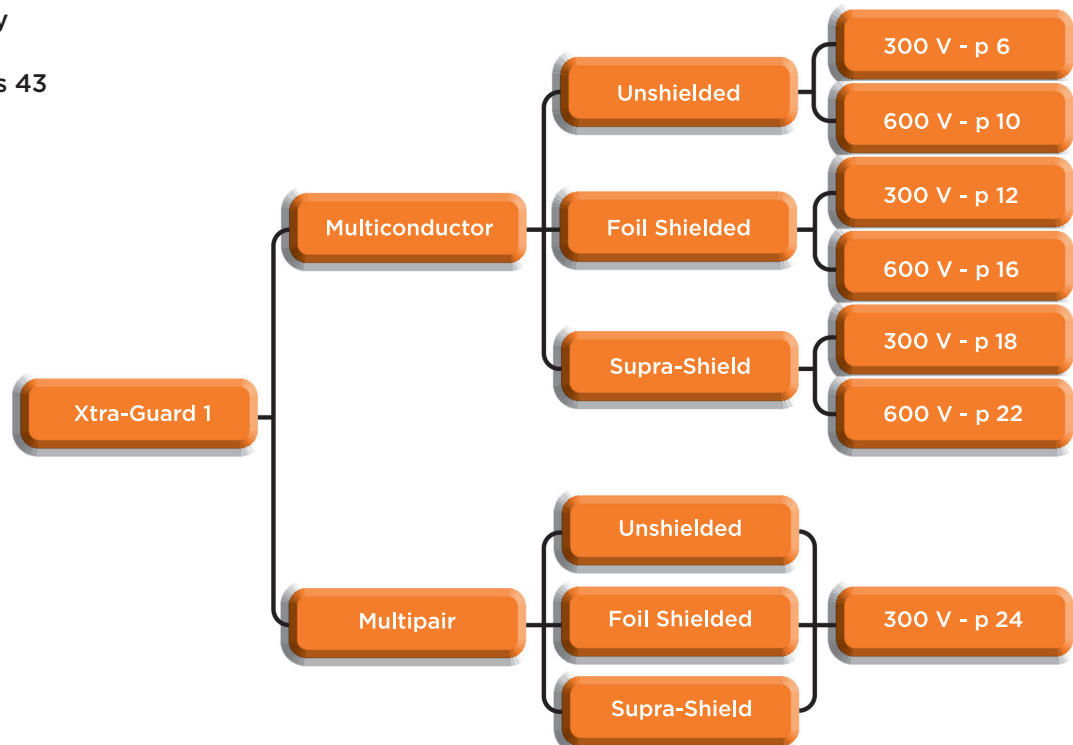 y
s 43
Xtra-Guard 1
Multiconductor
Unshielded
300 V - p 6
600 V - p 10
Foil Shielded
300 V - p 12
600 V - p 16
Supra-Shield
300 V - p 18
600 V - p 22
Multipair
Unshielded
Foil Shielded
Supra-Shield
300 V - p 24